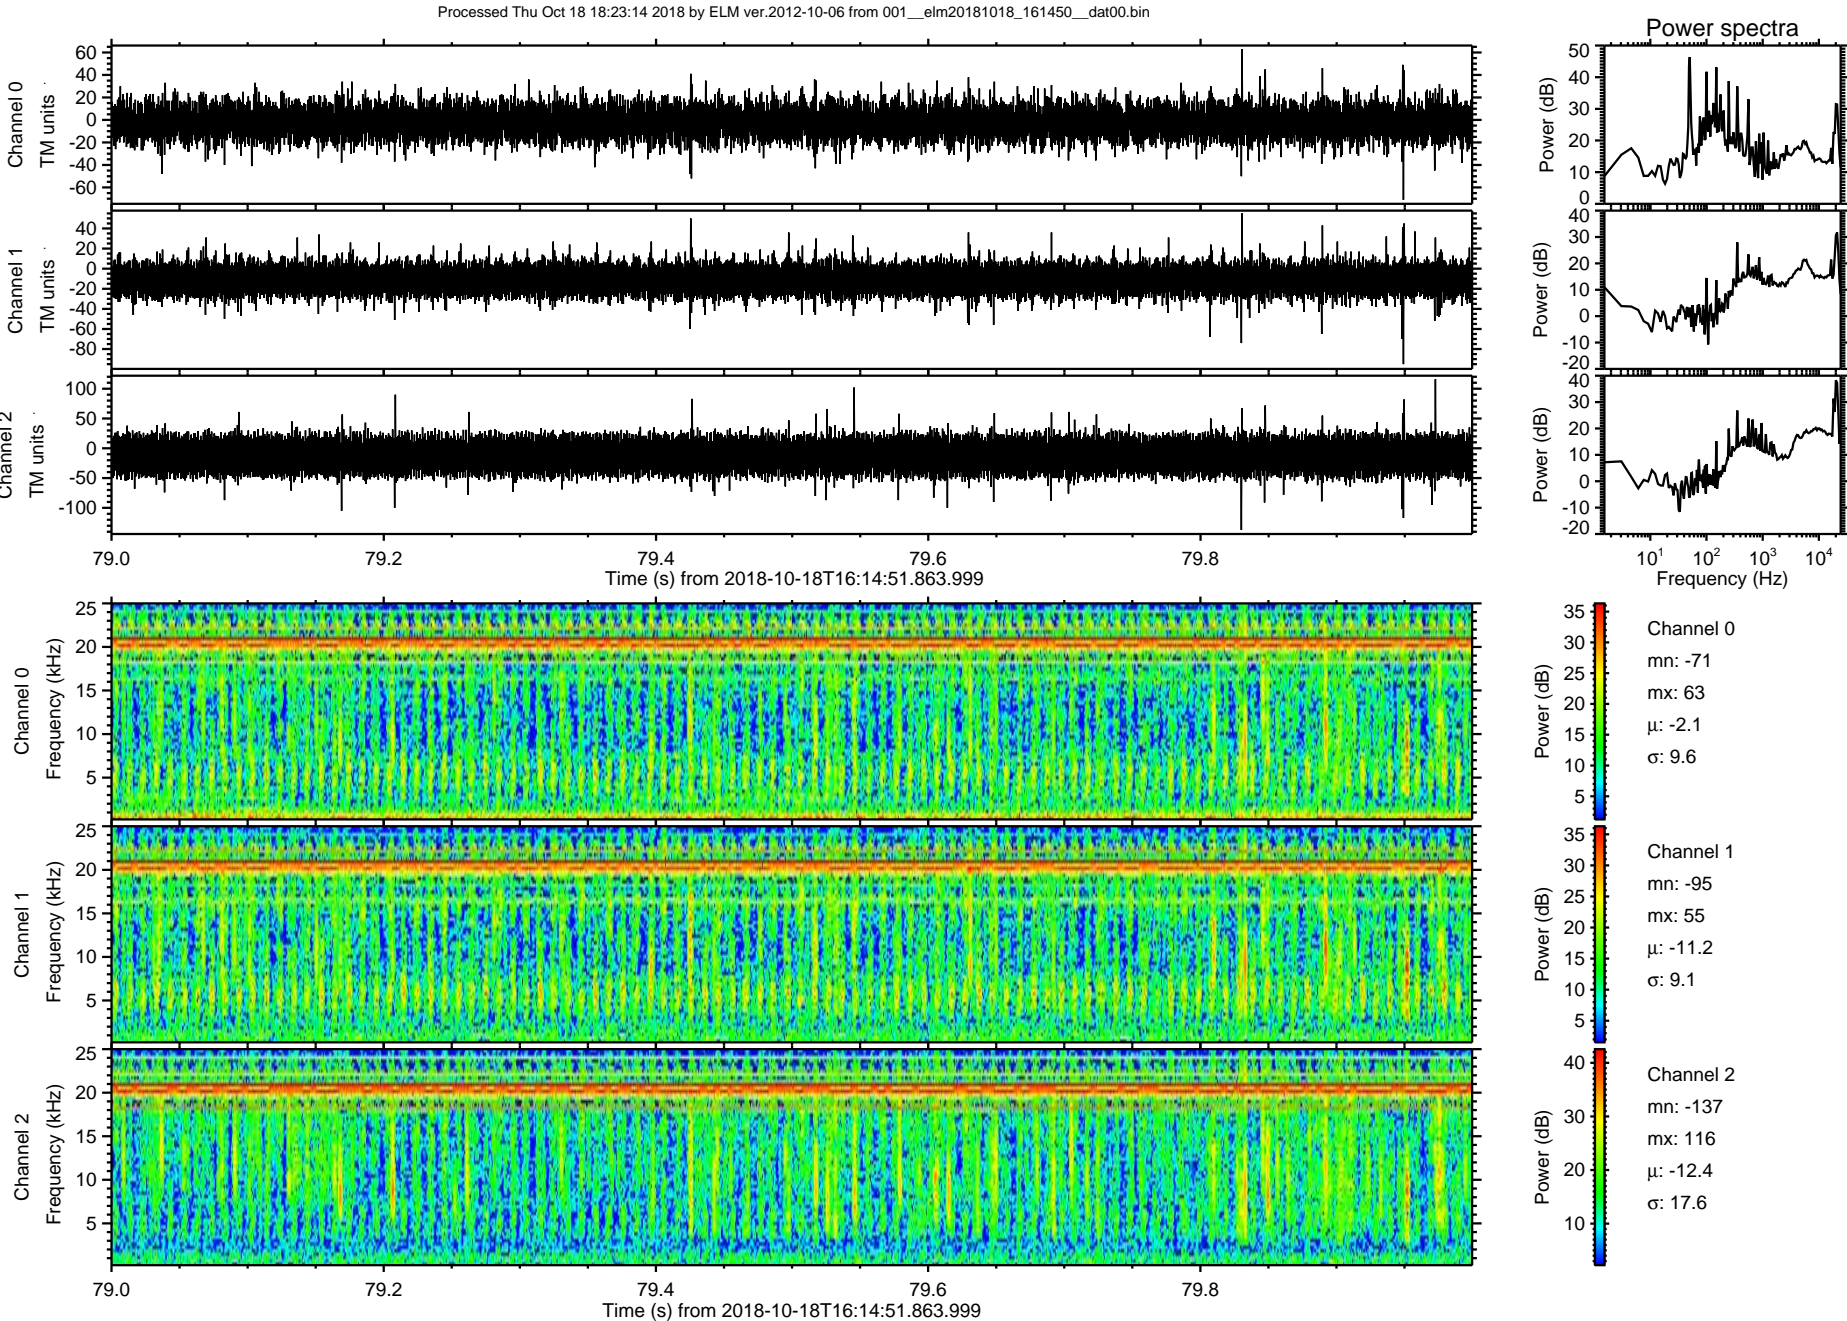 Processed Thu Oct 18 18:23:14 2018 by ELM ver.2012-10-06 from 001__elm20181018_161450__dat00.bin
Power spectra
Channel 0
TM units
60
40
20
0
-20
-40
-60
Power (dB)
50
40
30
20
10
0
Channel 1
TM units
40
20
0
-20
-40
-60
-80
Power (dB)
40
30
20
10
0
-10
-20
Channel 2
TM units
100
50
0
-50
-100
Power (dB)
40
30
20
10
0
-10
-20
79.0 79.2 79.4 79.6 79.8
Time (s) from 2018-10-18T16:14:51.863.999
10¹ 10² 10³ 10⁴
Frequency (Hz)
Channel 0
Frequency (kHz)
25
20
15
10
5
Power (dB)
35
30
25
20
15
10
5
Channel 0
mn: -71
mx: 63
μ: -2.1
σ: 9.6
Channel 1
Frequency (kHz)
25
20
15
10
5
Power (dB)
35
30
25
20
15
10
5
Channel 1
mn: -95
mx: 55
μ: -11.2
σ: 9.1
Channel 2
Frequency (kHz)
25
20
15
10
5
Power (dB)
40
30
20
10
Channel 2
mn: -137
mx: 116
μ: -12.4
σ: 17.6
79.0 79.2 79.4 79.6 79.8
Time (s) from 2018-10-18T16:14:51.863.999